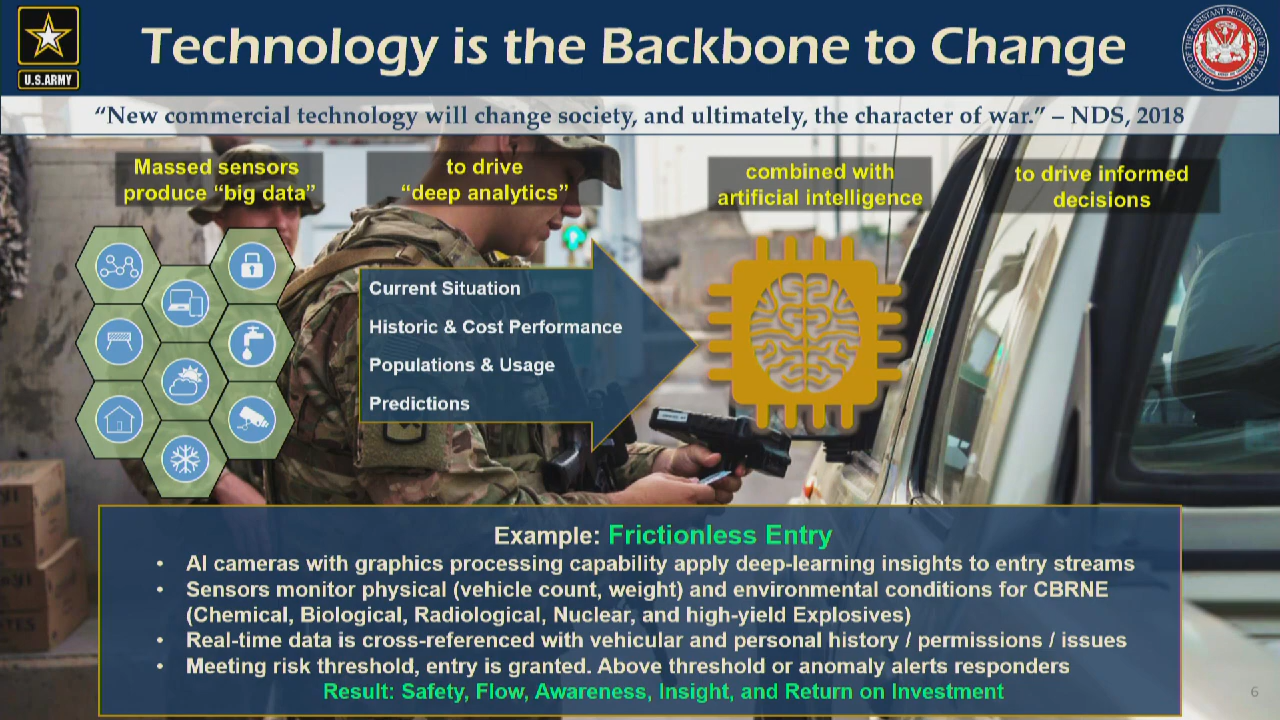 U.S.ARMY
Technology is the Backbone to Change
“New commercial technology will change society, and ultimately, the character of war.” – NDS, 2018
Massed sensors
produce “big data”
to drive
“deep analytics”
combined with
artificial intelligence
to drive informed
decisions
Current Situation
Historic & Cost Performance
Populations & Usage
Predictions
Example: Frictionless Entry
• AI cameras with graphics processing capability apply deep-learning insights to entry streams
• Sensors monitor physical (vehicle count, weight) and environmental conditions for CBRNE
(Chemical, Biological, Radiological, Nuclear, and high-yield Explosives)
• Real-time data is cross-referenced with vehicular and personal history / permissions / issues
• Meeting risk threshold, entry is granted. Above threshold or anomaly alerts responders
Result: Safety, Flow, Awareness, Insight, and Return on Investment
6